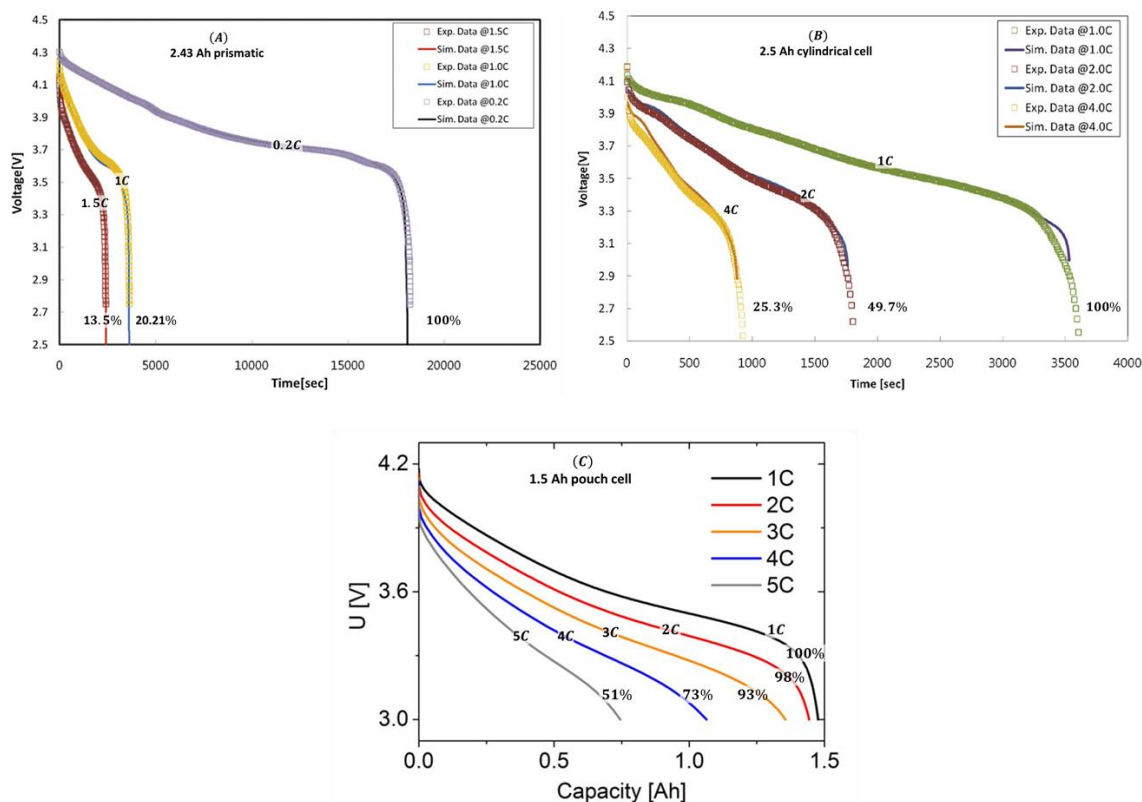 (A)
2.43 Ah prismatic
Exp. Data @1.5C
Sim. Data @1.5C
Exp. Data @1.0C
Sim. Data @1.0C
Exp. Data @0.2C
Sim. Data @0.2C
Voltage[V]
4.5
4.3
4.1
3.9
3.7
3.5
3.3
3.1
2.9
2.7
2.5
0.2C
1C
1.5C
13.5%
20.21%
100%
0
5000
10000
15000
20000
25000
Time[sec]
(B)
2.5 Ah cylindrical cell
Exp. Data @1.0C
Sim. Data @1.0C
Exp. Data @2.0C
Sim. Data @2.0C
Exp. Data @4.0C
Sim. Data @4.0C
Voltage[V]
4.5
4.3
4.1
3.9
3.7
3.5
3.3
3.1
2.9
2.7
2.5
1C
2C
4C
25.3%
49.7%
100%
0
500
1000
1500
2000
2500
3000
3500
4000
Time [sec]
(C)
1.5 Ah pouch cell
1C
2C
3C
4C
5C
U [V]
4.2
3.6
3.0
5C
4C
3C
2C
1C
100%
98%
51%
73%
93%
0.0
0.5
1.0
1.5
Capacity [Ah]